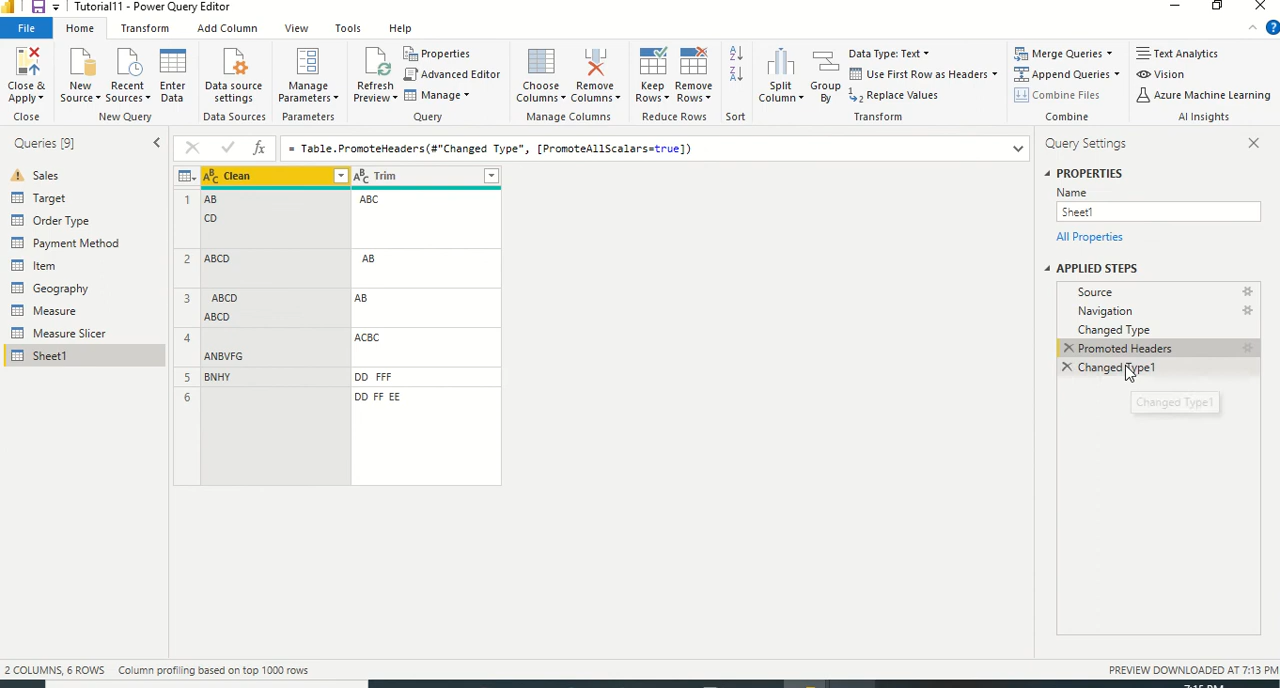 Tutorial11 - Power Query Editor
File Home Transform Add Column View Tools Help
Close & Apply
New Source
Recent Sources
Enter Data
Data source settings
Manage Parameters
Refresh Preview
Properties
Advanced Editor
Manage
Choose Columns
Remove Columns
Keep Rows
Remove Rows
Split Column
Group By
Data Type: Text
Use First Row as Headers
Replace Values
Merge Queries
Append Queries
Combine Files
Text Analytics
Vision
Azure Machine Learning
Close New Query Data Sources Parameters Query Manage Columns Reduce Rows Sort Transform Combine AI Insights
Queries [9]
Sales
Target
Order Type
Payment Method
Item
Geography
Measure
Measure Slicer
Sheet1
fx = Table.PromoteHeaders(#"Changed Type", [PromoteAllScalars=true])
ABC Clean ABC Trim
1 AB ABC
CD
2 ABCD AB
3 ABCD AB
ABCD
4 ACBC
ANBVFG
5 BNHY DD FFF
6 DD FF EE
Query Settings
PROPERTIES
Name
Sheet1
All Properties
APPLIED STEPS
Source
Navigation
Changed Type
Promoted Headers
Changed Type1
Changed Type1
2 COLUMNS, 6 ROWS Column profiling based on top 1000 rows PREVIEW DOWNLOADED AT 7:13 PM
7:15 PM